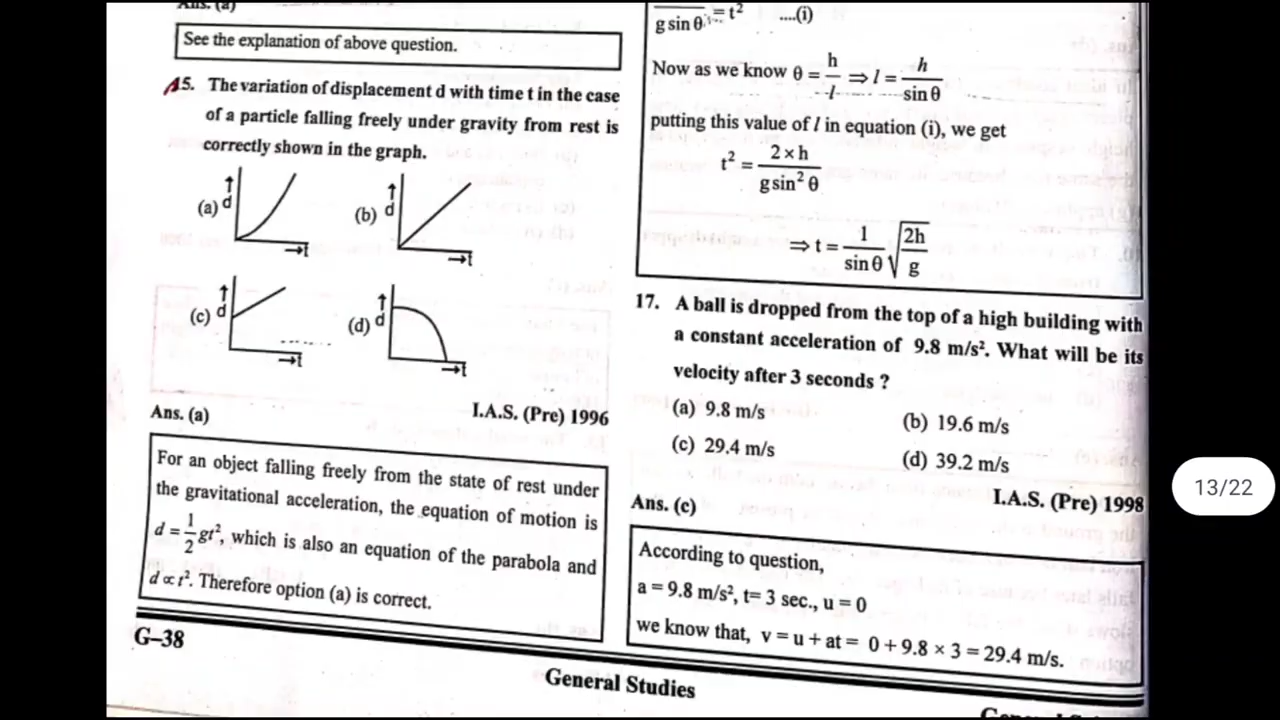 Ans. (a)
See the explanation of above question.
15. The variation of displacement d with time t in the case
of a particle falling freely under gravity from rest is
correctly shown in the graph.
(a) d t
(b) d t
(c) d t
(d) d t
I.A.S. (Pre) 1996
Ans. (a)
For an object falling freely from the state of rest under
the gravitational acceleration, the equation of motion is
d = 1/2 gt², which is also an equation of the parabola and
d ∝ t². Therefore option (a) is correct.
G–38
g sin θ = t² ....(i)
Now as we know θ = h/l ⇒ l = h/sin θ
putting this value of l in equation (i), we get
t² = 2 × h / g sin² θ
⇒ t = 1/sin θ √2h/g
17. A ball is dropped from the top of a high building with
a constant acceleration of 9.8 m/s². What will be its
velocity after 3 seconds ?
(a) 9.8 m/s
(b) 19.6 m/s
(c) 29.4 m/s
(d) 39.2 m/s
I.A.S. (Pre) 1998
Ans. (c)
According to question,
a = 9.8 m/s², t= 3 sec., u = 0
we know that, v = u + at = 0 + 9.8 × 3 = 29.4 m/s.
General Studies
13/22